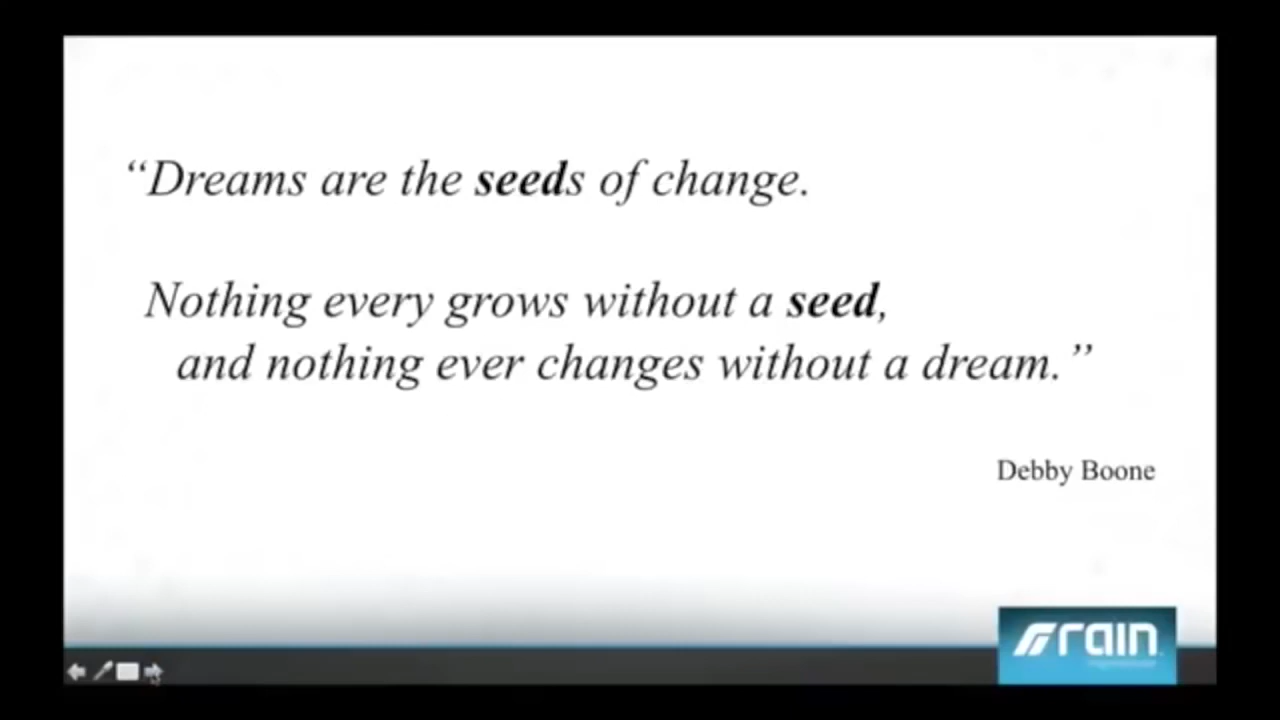 “Dreams are the seeds of change.
Nothing every grows without a seed,
and nothing ever changes without a dream.”
Debby Boone
rain